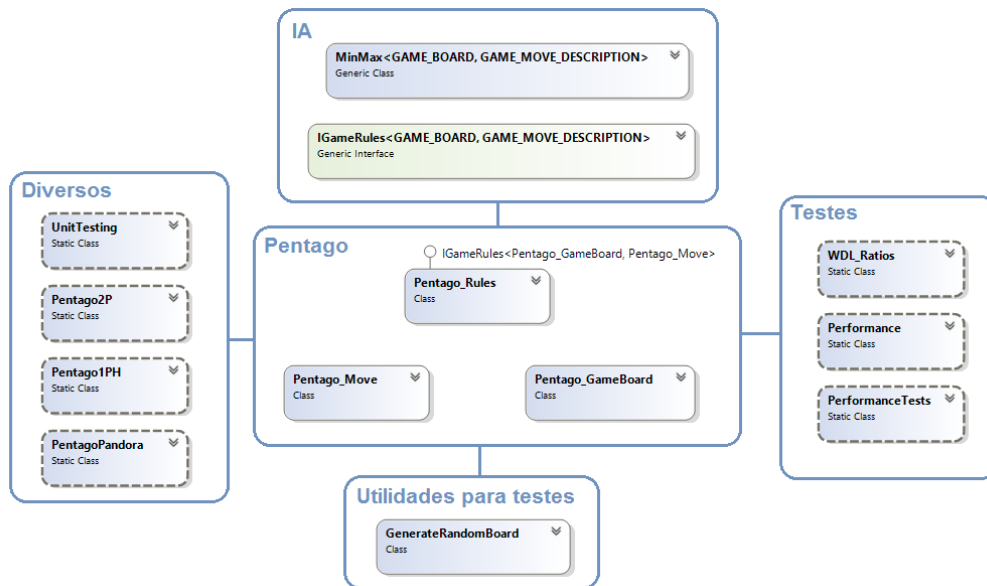 IA
MinMax<GAME_BOARD, GAME_MOVE_DESCRIPTION>
Generic Class
IGameRules<GAME_BOARD, GAME_MOVE_DESCRIPTION>
Generic Interface
Diversos
UnitTesting
Static Class
Pentago2P
Static Class
Pentago1PH
Static Class
PentagoPandora
Static Class
Pentago
IGameRules<Pentago_GameBoard, Pentago_Move>
Pentago_Rules
Class
Pentago_Move
Class
Pentago_GameBoard
Class
Testes
WDL_Ratios
Static Class
Performance
Static Class
PerformanceTests
Static Class
Utilidades para testes
GenerateRandomBoard
Class